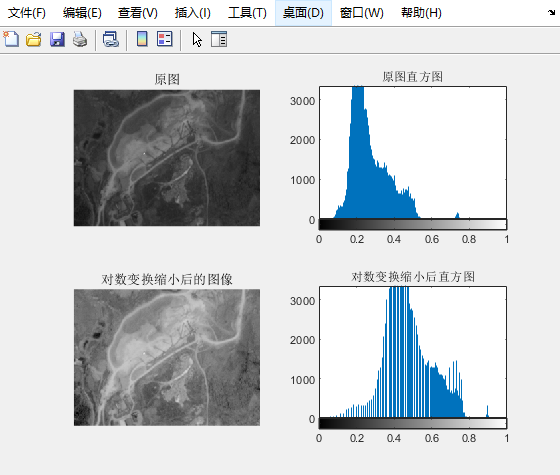 文件(F) 编辑(E) 查看(V) 插入(I) 工具(T) 桌面(D) 窗口(W) 帮助(H)
原图
原图直方图
3000
2000
1000
0
0 0.2 0.4 0.6 0.8 1
对数变换缩小后的图像
对数变换缩小后直方图
3000
2000
1000
0
0 0.2 0.4 0.6 0.8 1